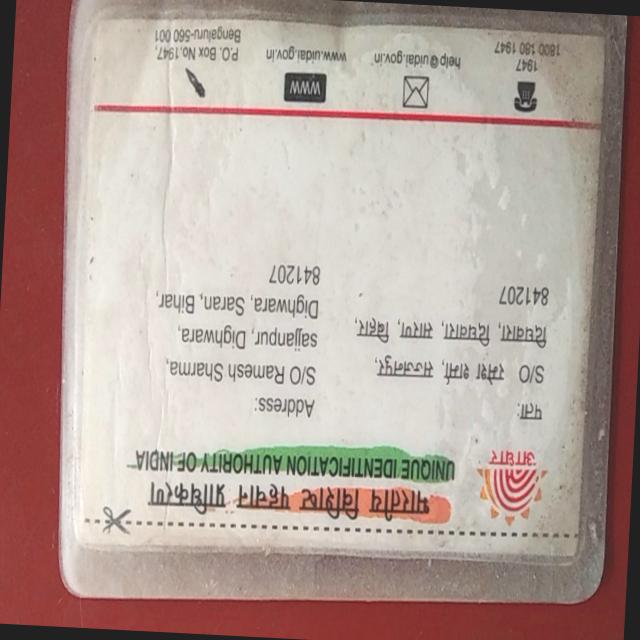 भारतीय विशिष्ट पहचान प्राधिकरण
UNIQUE IDENTIFICATION AUTHORITY OF INDIA
आधार
पता:
S/O रमेश शर्मा, सज्जनपुर,
दिघवारा, दिघवारा, सारण, बिहार,
841207
Address:
S/O Ramesh Sharma,
sajjanpur, Dighwara,
Dighwara, Saran, Bihar,
841207
1947
1800 180 1947
help@uidai.gov.in
WWW
www.uidai.gov.in
P.O. Box No.1947,
Bengaluru-560 001